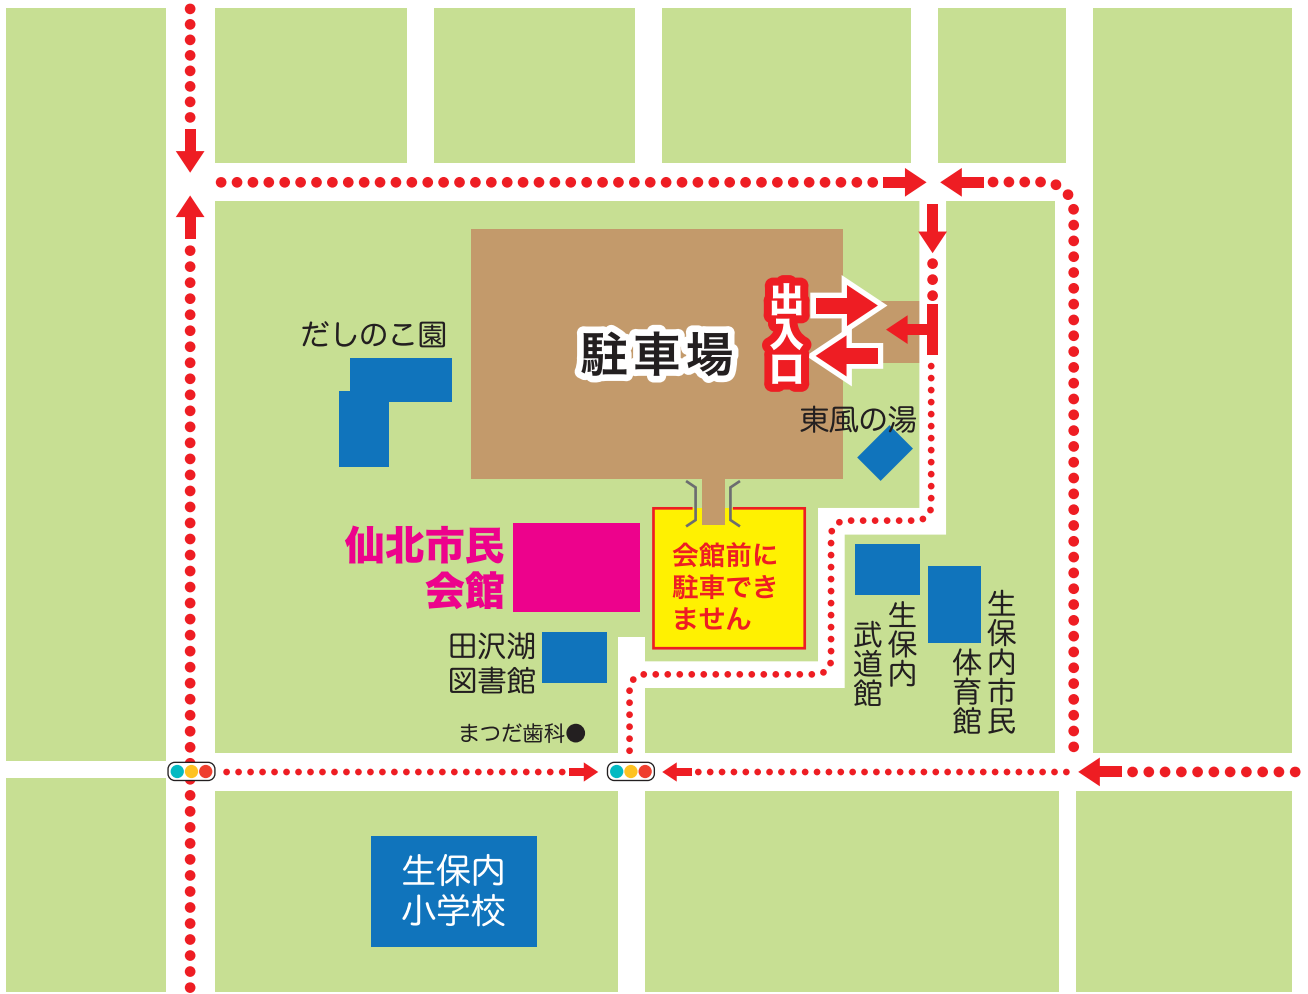 出入口
だしのこ園
駐車場
東風の湯
仙北市民
会館
会館前に
駐車でき
ません
田沢湖
図書館
生保内
武道館
生保内市民
体育館
まつだ歯科
生保内
小学校